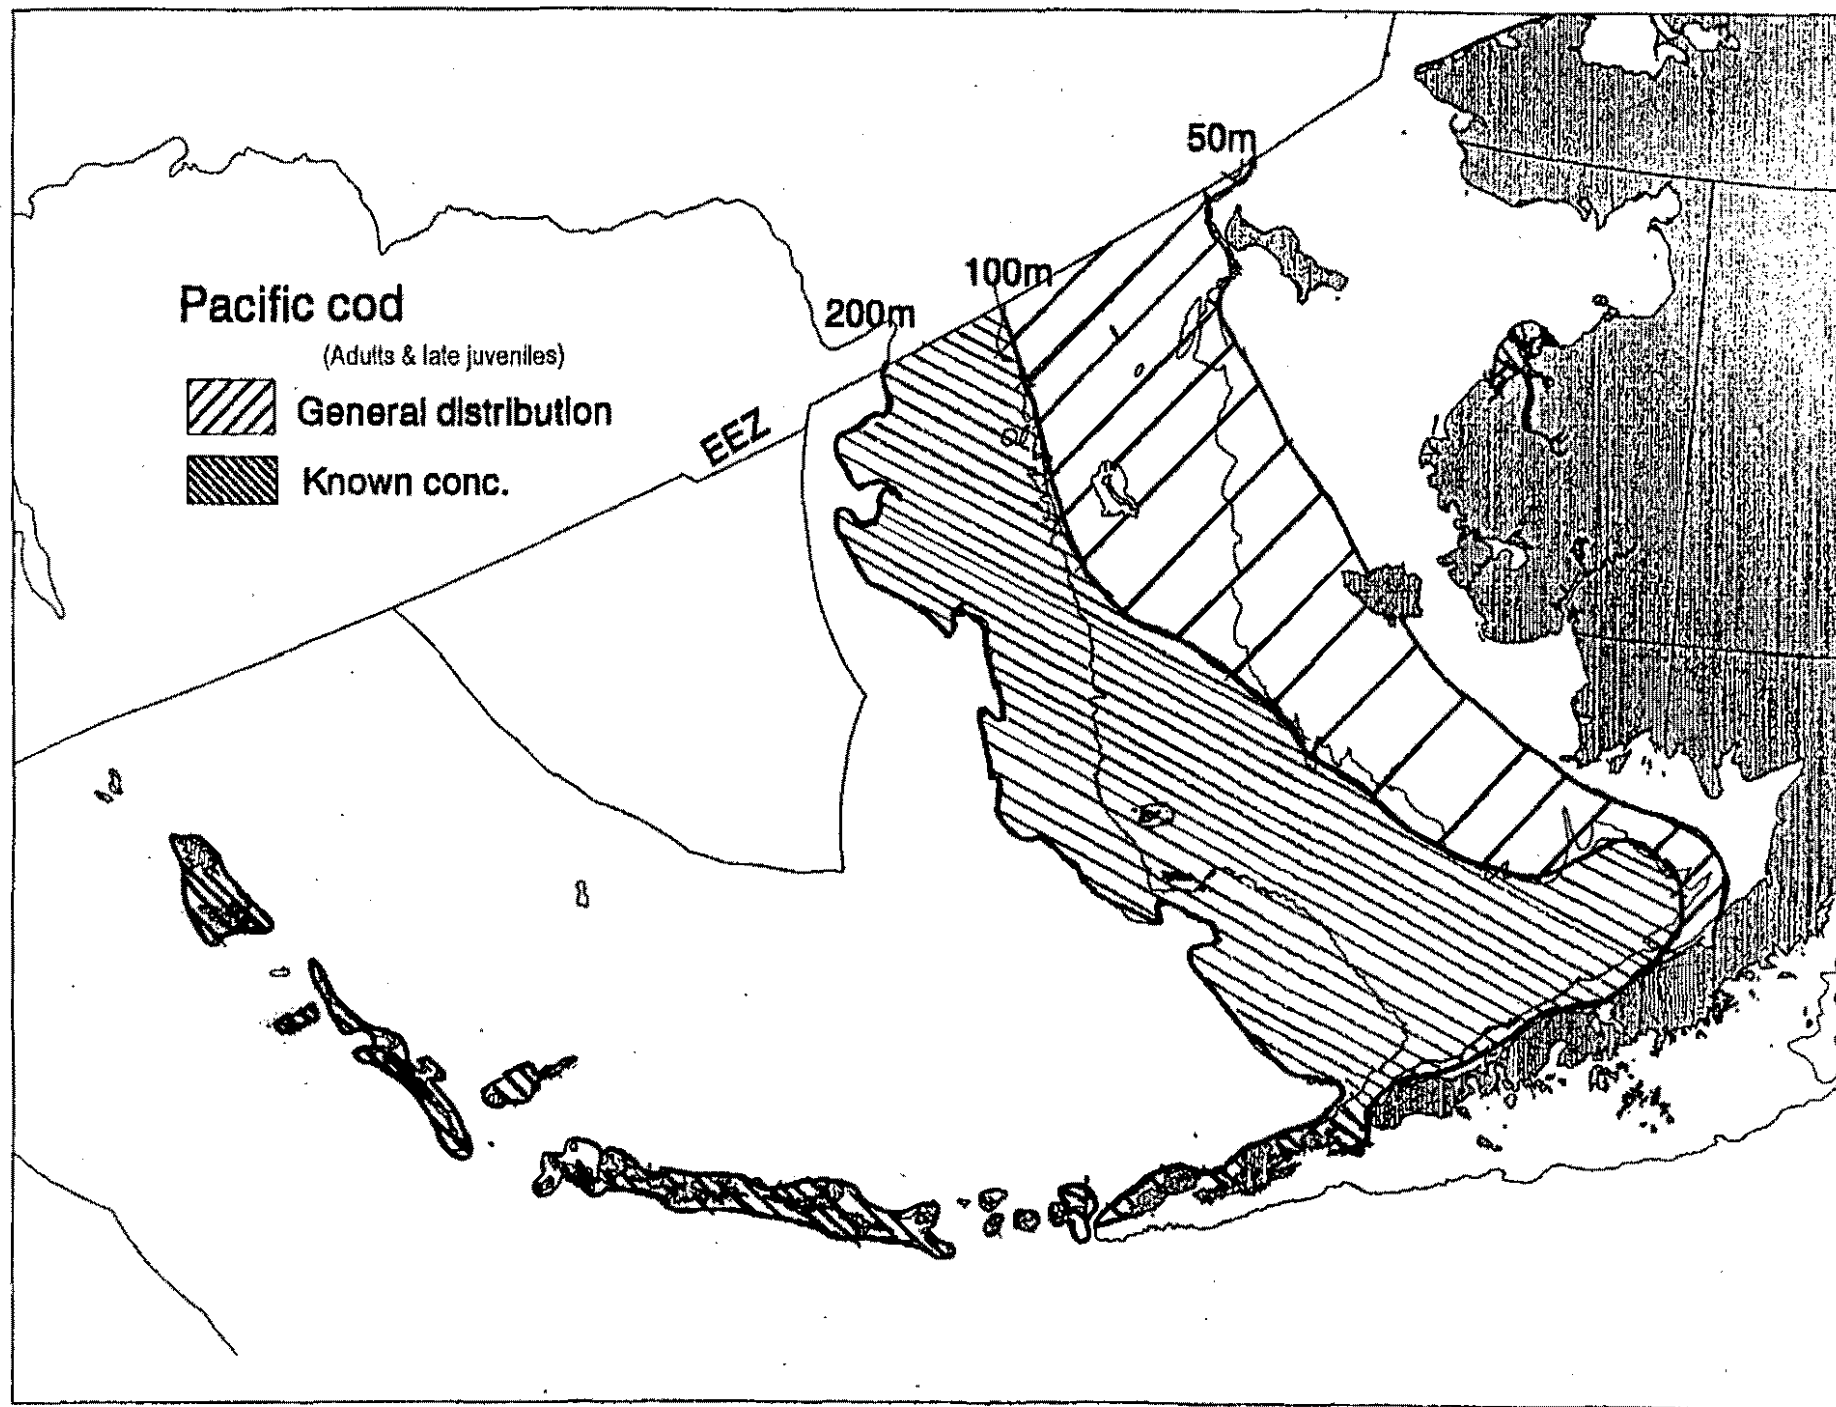 50m
100m
200m
Pacific cod
(Adults & late juveniles)
General distribution
EEZ
Known conc.